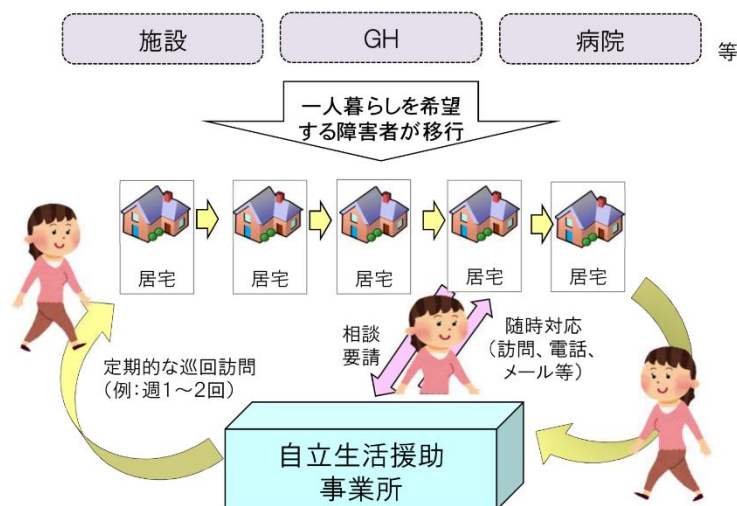 施設
GH
病院
等
一人暮らしを希望
する障害者が移行
居宅
居宅
居宅
居宅
居宅
定期的な巡回訪問
（例：週1～2回）
相談
要請
随時対応
（訪問、電話、
メール等）
自立生活援助
事業所